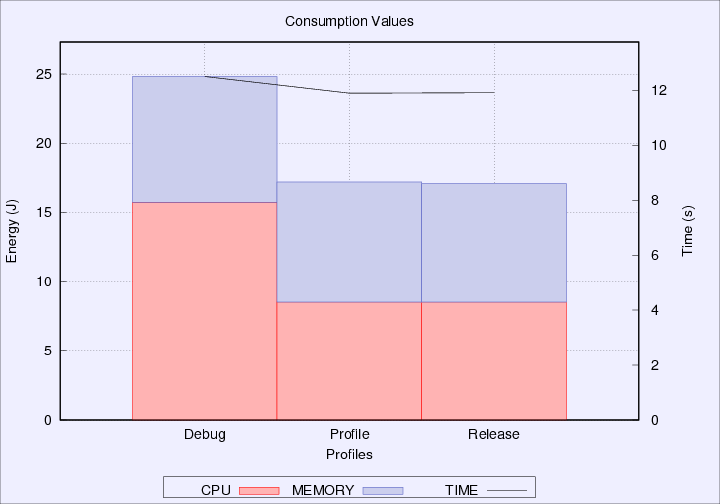 Consumption Values
25
20
15
10
5
0
Energy (J)
12
10
8
6
4
2
0
Time (s)
Debug Profile Release
Profiles
CPU MEMORY TIME